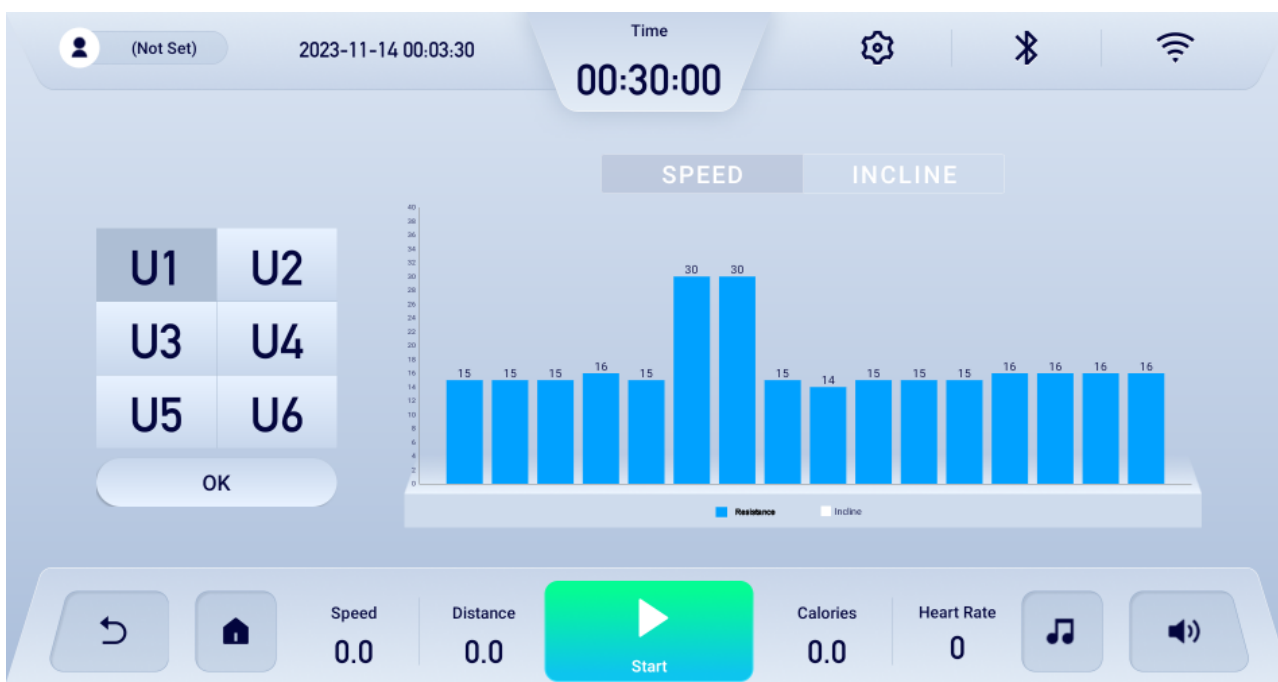 (Not Set)
2023-11-14 00:03:30
Time
00:30:00
SPEED
INCLINE
U1
U2
U3
U4
U5
U6
OK
40
38
36
34
32
30
28
26
24
22
20
18
16
14
12
10
8
6
4
2
0
15
15
15
16
15
30
30
15
14
15
15
15
16
16
16
16
Resistance
Incline
Speed
0.0
Distance
0.0
Start
Calories
0.0
Heart Rate
0